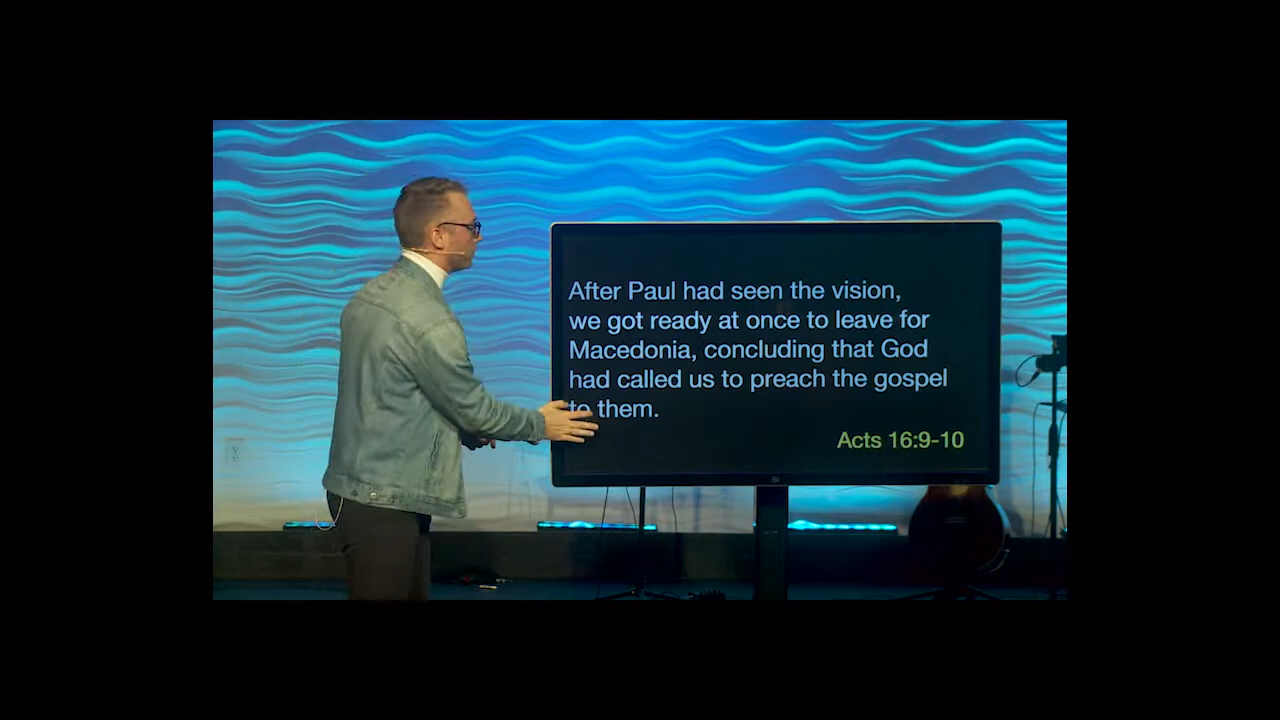 After Paul had seen the vision,
we got ready at once to leave for
Macedonia, concluding that God
had called us to preach the gospel
to them.
Acts 16:9-10